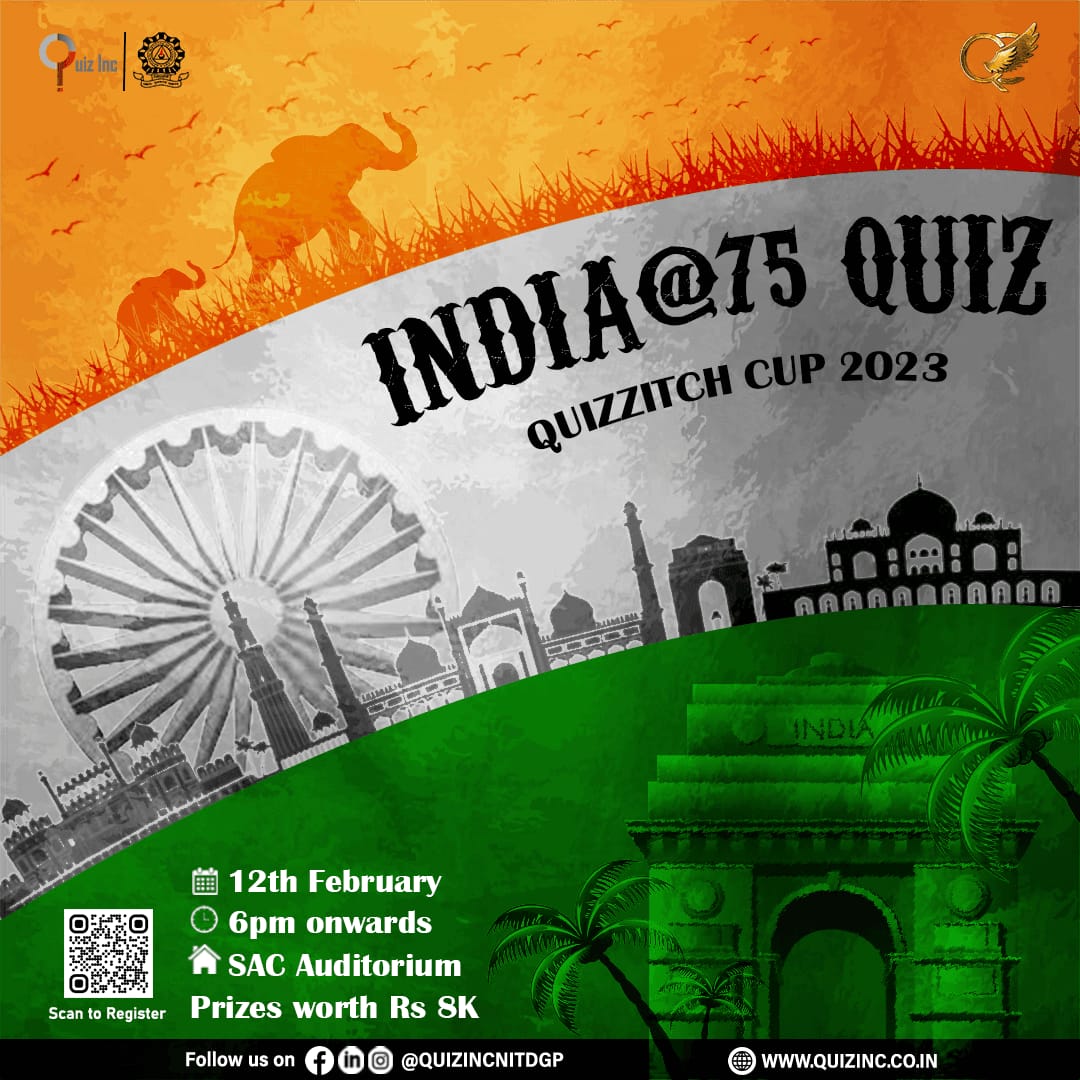 Quiz Inc
INDIA@75 QUIZ
QUIZZITCH CUP 2023
INDIA
12th February
6pm onwards
SAC Auditorium
Prizes worth Rs 8K
Scan to Register
Follow us on @QUIZINCNITDGP
WWW.QUIZINC.CO.IN